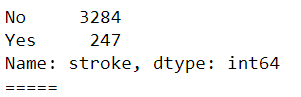 No     3284
Yes     247
Name: stroke, dtype: int64
=====